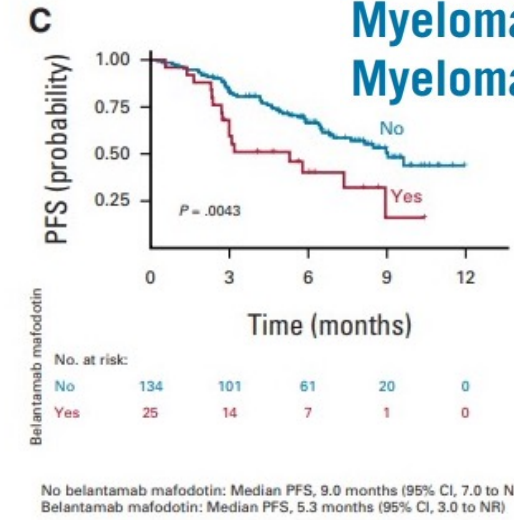 C
Myeloma
Myeloma
PFS (probability)
1.00
0.75
0.50
0.25
No
Yes
P = .0043
0 3 6 9 12
Time (months)
Belantamab mafodotin
No. at risk:
No 134 101 61 20 0
Yes 25 14 7 1 0
No belantamab mafodotin: Median PFS, 9.0 months (95% CI, 7.0 to N
Belantamab mafodotin: Median PFS, 5.3 months (95% CI, 3.0 to NR)